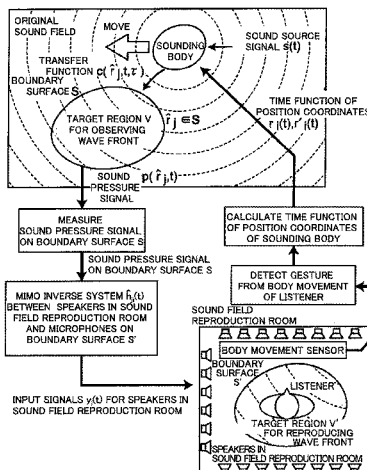 ORIGINAL
SOUND FIELD
MOVE
SOUNDING
BODY
SOUND SOURCE
SIGNAL s(t)
TRANSFER
FUNCTION c(r̂j,t,τ)
BOUNDARY
SURFACE S
r̂j∈S
TARGET REGION V
FOR OBSERVING
WAVE FRONT
TIME FUNCTION
OF POSITION COORDINATES
SOUND
PRESSURE
SIGNAL
p(r̂j,t)
MEASURE
SOUND PRESSURE SIGNAL
ON BOUNDARY SURFACE S
CALCULATE TIME FUNCTION
OF POSITION COORDINATES
OF SOUNDING BODY
SOUND PRESSURE SIGNAL
ON BOUNDARY SURFACE S
DETECT GESTURE
FROM BODY MOVEMENT
OF LISTENER
MIMO INVERSE SYSTEM
BETWEEN SPEAKERS IN SOUND
FIELD REPRODUCTION ROOM
AND MICROPHONES ON
BOUNDARY SURFACE S'
SOUND FIELD
REPRODUCTION ROOM
BODY MOVEMENT SENSOR
BOUNDARY
SURFACE
S'
LISTENER
INPUT SIGNALS yi(t) FOR SPEAKERS IN
SOUND FIELD REPRODUCTION ROOM
TARGET REGION V'
FOR REPRODUCING
WAVE FRONT
SPEAKERS IN
SOUND FIELD REPRODUCTION ROOM